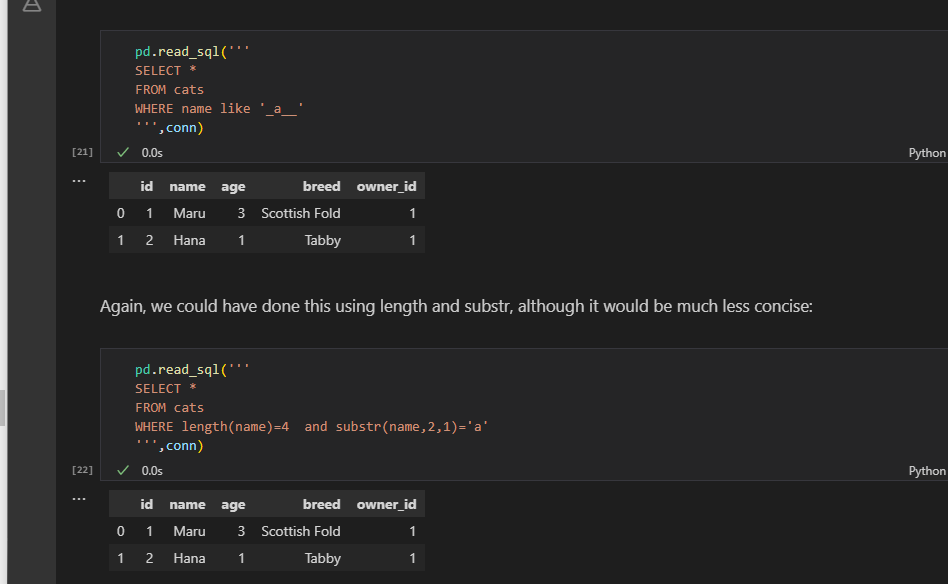 pd.read_sql('''
SELECT *
FROM cats
WHERE name like '_a__'
''',conn)
[21] 0.0s Python
...
id name age breed owner_id
0 1 Maru 3 Scottish Fold 1
1 2 Hana 1 Tabby 1
Again, we could have done this using length and substr, although it would be much less concise:
pd.read_sql('''
SELECT *
FROM cats
WHERE length(name)=4  and substr(name,2,1)='a'
''',conn)
[22] 0.0s Python
...
id name age breed owner_id
0 1 Maru 3 Scottish Fold 1
1 2 Hana 1 Tabby 1